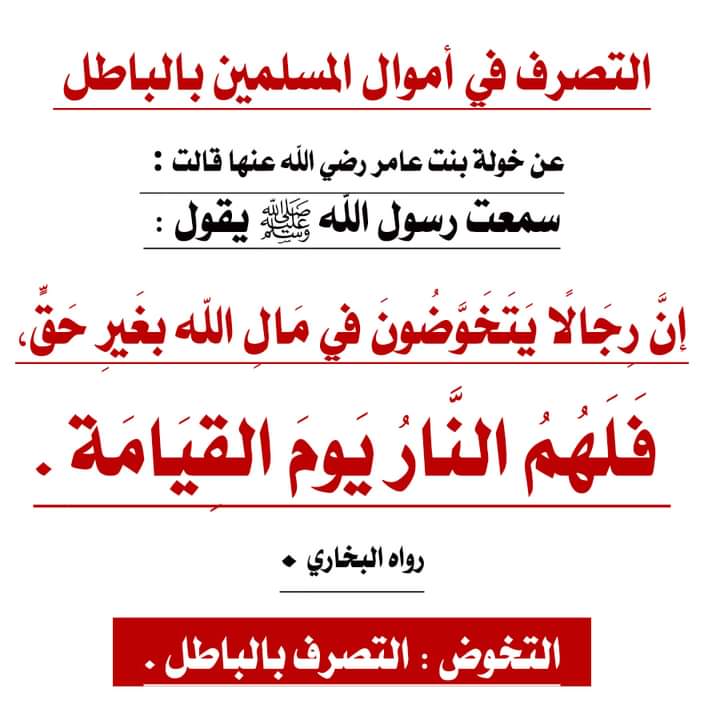 التصرف في أموال المسلمين بالباطل
عن خولة بنت عامر رضي الله عنها قالت :
سمعت رسول الله ﷺ يقول :
إنَّ رِجَالًا يَتَخَوَّضُونَ في مَالِ الله بغَيرِ حَقٍّ،
فَلَهُمُ النَّارُ يَومَ القِيَامَة .
رواه البخاري ◆
التخوض : التصرف بالباطل .